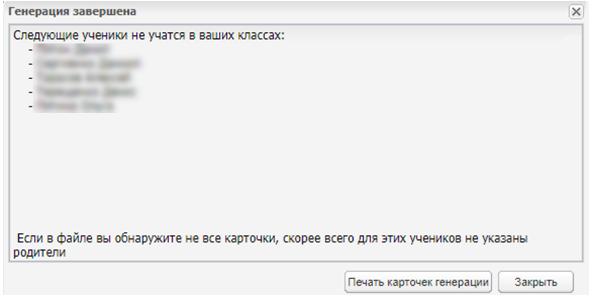 Генерация завершена
Следующие ученики не учатся в ваших классах:
-
-
-
-
-
Если в файле вы обнаружите не все карточки, скорее всего для этих учеников не указаны
родители
Печать карточек генерации
Закрыть